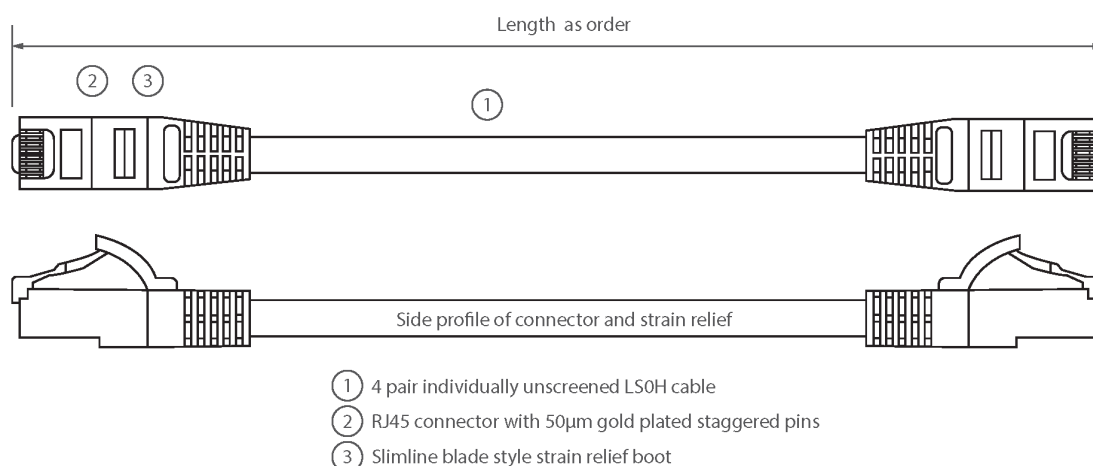 Length as order
2 3
1
Side profile of connector and strain relief
1 4 pair individually unscreened LS0H cable
2 RJ45 connector with 50µm gold plated staggered pins
3 Slimline blade style strain relief boot